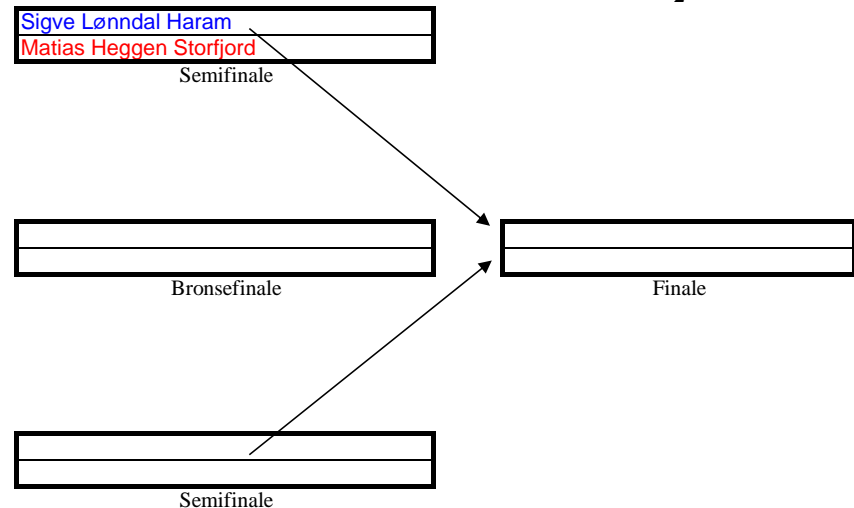 Sigve Lønndal Haram
Matias Heggen Storfjord
Semifinale
Bronsefinale
Finale
Semifinale